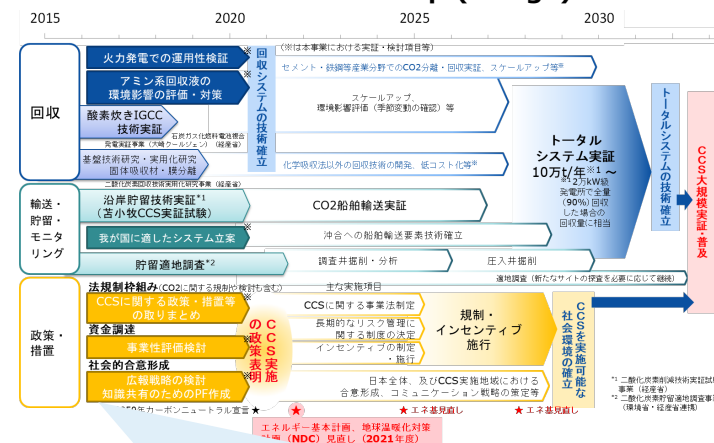 2015
2020
2025
2030
火力発電での運用性検証
※
アミン系回収液の
環境影響の評価・対策
※
酸素炊きIGCC
技術実証
石炭ガス化燃料電池複合
発電実証事業（大崎クールジェン）（経産省）
基盤技術研究・実用化研究
固体吸収材・膜分離
二酸化炭素回収技術実用化研究事業（経産省）
回収
回収システムの技術確立
（※は本事業における実証・検討項目等）
セメント・鉄鋼等産業分野でのCO2分離・回収実証、スケールアップ等※
スケールアップ、
環境影響評価（季節変動の確認）等
化学吸収法以外の回収技術の開発、低コスト化等※
トータル
システム実証
10万t/年※1～
※1 2万kW級
発電所で全量
（90%）回収
した場合の
回収量に相当
トータルシステムの技術確立
CCS大規模実証・普及
輸送・
貯留・
モニタ
リング
沿岸貯留技術実証*1
（苫小牧CCS実証試験）
CO2船舶輸送実証
我が国に適したシステム立案
※
沖合への船舶輸送要素技術確立
貯留適地調査*2
調査井掘削・分析
圧入井掘削
適地調査（新たなサイトの探査を必要に応じて継続）
政策・
措置
法規制枠組み（CO2に関する規制や検討も含む）
主な実施項目
CCSに関する政策・措置等
の取りまとめ
※
CCSに関する事業法制定
資金調達
長期的なリスク管理に
関する制度の決定
事業性評価検討
※
インセンティブの制定
・施行
社会的合意形成
広報戦略の検討
知識共有のためのPF作成
※
CCS実施
の政策表明
規制・
インセンティブ
施行
日本全体、及びCCS実施地域における
合意形成、コミュニケーション戦略の策定等
CCSを実施可能な
社会環境の確立
50年カーボンニュートラル宣言★
★
★エネ基見直し
★エネ基見直し
エネルギー基本計画、地球温暖化対策
計画（NDC）見直し（2021年度）
*1 二酸化炭素削減技術実証試
事業（経産省）
*2 二酸化炭素貯留適地調査事
（環境省・経産省連携）